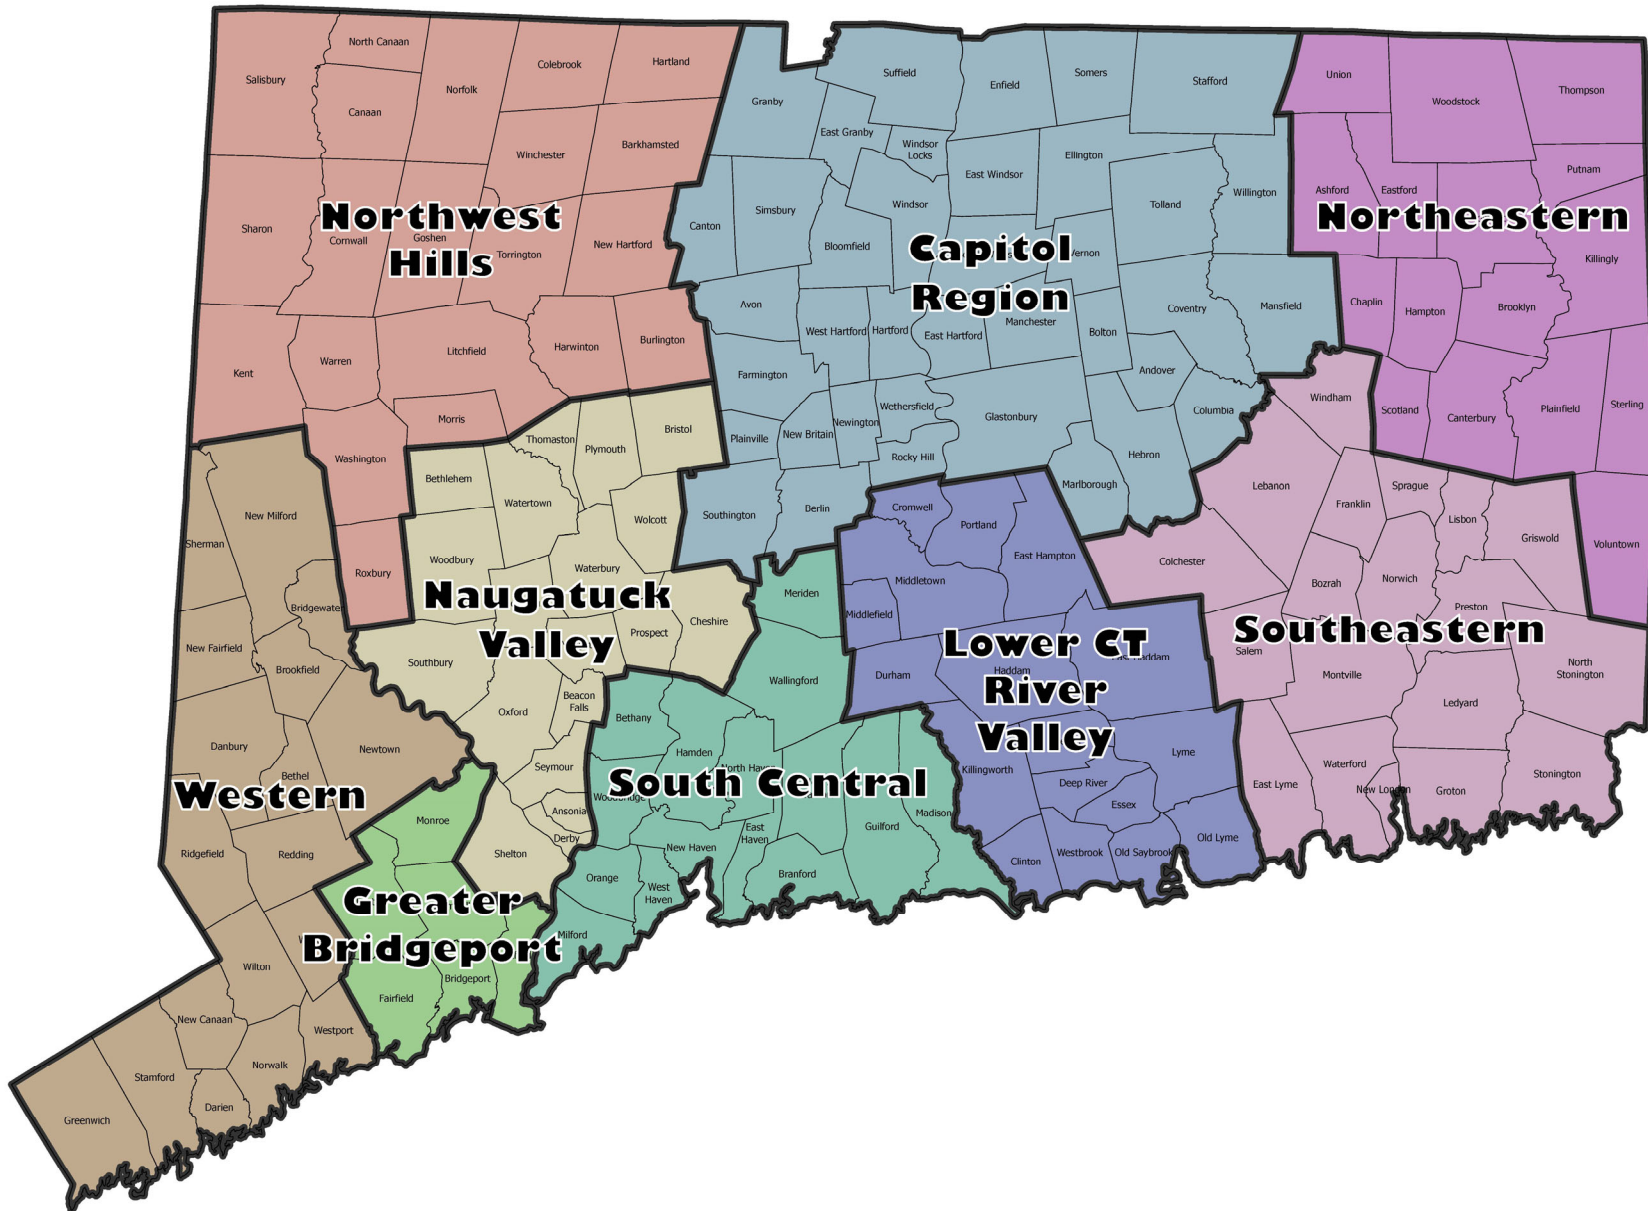 Salisbury
North Canaan
Canaan
Norfolk
Colebrook
Hartland
Winchester
Barkhamsted
Sharon
Cornwall
Goshen
Torrington
New Hartford
Northwest
Hills
Kent
Warren
Litchfield
Harwinton
Burlington
Morris
Washington
Roxbury
Granby
Suffield
Enfield
Somers
Stafford
East Granby
Windsor
Locks
East Windsor
Ellington
Willington
Canton
Simsbury
Windsor
Tolland
Bloomfield
Capitol
Region
Avon
West Hartford
Hartford
East Hartford
Manchester
Bolton
Coventry
Mansfield
Farmington
Andover
Plainville
New Britain
Newington
Wethersfield
Rocky Hill
Glastonbury
Columbia
Hebron
Marlborough
Southington
Derlin
Union
Woodstock
Thompson
Putnam
Ashford
Eastford
Northeastern
Killingly
Chaplin
Hampton
Brooklyn
Scotland
Canterbury
Plainfield
Sterling
Voluntown
Thomaston
Plymouth
Bristol
Bethlehem
Watertown
Wolcott
Woodbury
Waterbury
Naugatuck
Valley
Prospect
Cheshire
Southbury
Oxford
Beacon
Falls
Seymour
Ansonia
Derby
Shelton
New Milford
Sherman
Bridgewater
New Fairfield
Brookfield
Danbury
Newtown
Bethel
Western
Ridgefield
Redding
Wilton
New Canaan
Westport
Stamford
Norwalk
Darien
Greenwich
Monroe
Greater
Bridgeport
Fairfield
Bridgeport
Meriden
Wallingford
Bethany
Hamden
South Central
Madison
Guilford
East
Haven
New Haven
Branford
Orange
West
Haven
Milford
Cromwell
Portland
East Hampton
Middletown
Middlefield
Durham
Haddam
Lower CT
River
Valley
Killingworth
Lyme
Deep River
Essex
Clinton
Westbrook
Old Saybrook
Old Lyme
Windham
Lebanon
Franklin
Sprague
Lisbon
Griswold
Colchester
Bozrah
Norwich
Preston
Southeastern
Salem
Montville
North
Stonington
Ledyard
East Lyme
Waterford
New London
Groton
Stonington